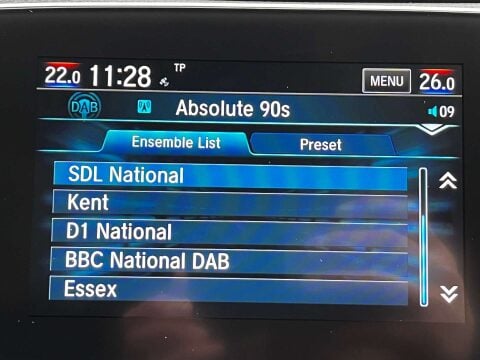 22.0 11:28 TP MENU 26.0
DAB Absolute 90s 09
Ensemble List Preset
SDL National
Kent
D1 National
BBC National DAB
Essex